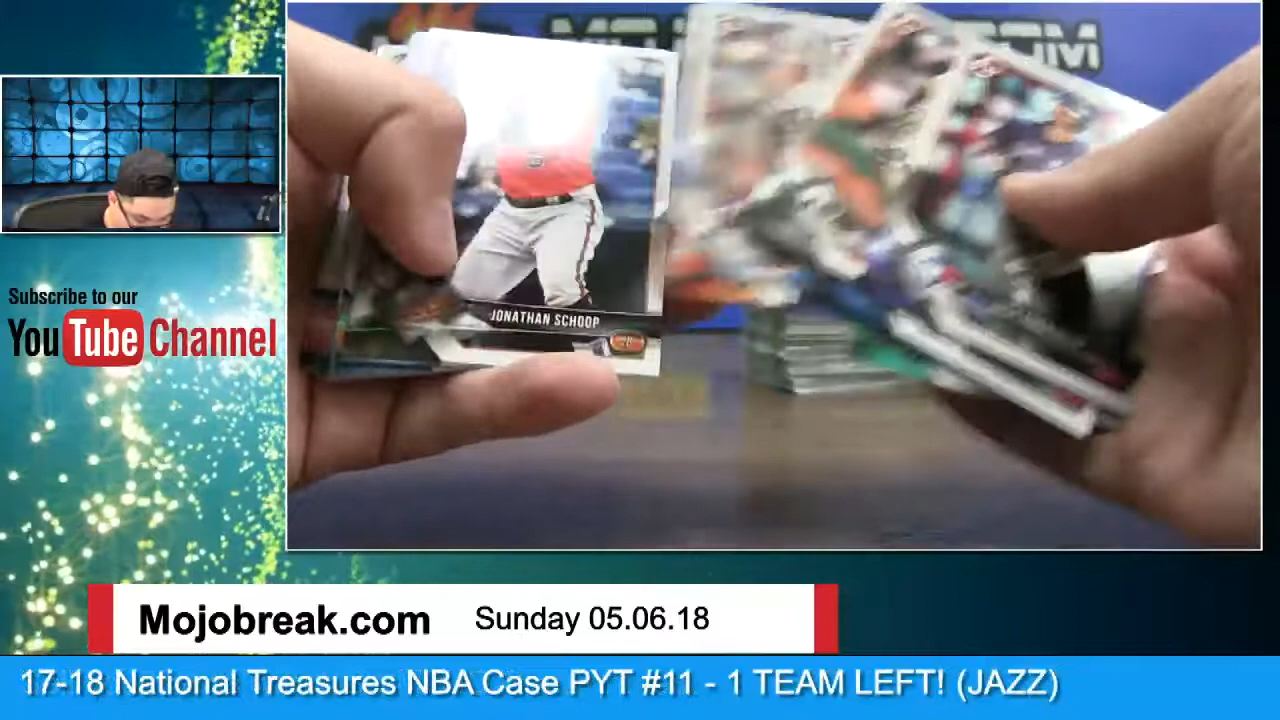 Subscribe to our
YouTube Channel
JONATHAN SCHOOP
Mojobreak.com Sunday 05.06.18
17-18 National Treasures NBA Case PYT #11 - 1 TEAM LEFT! (JAZZ)